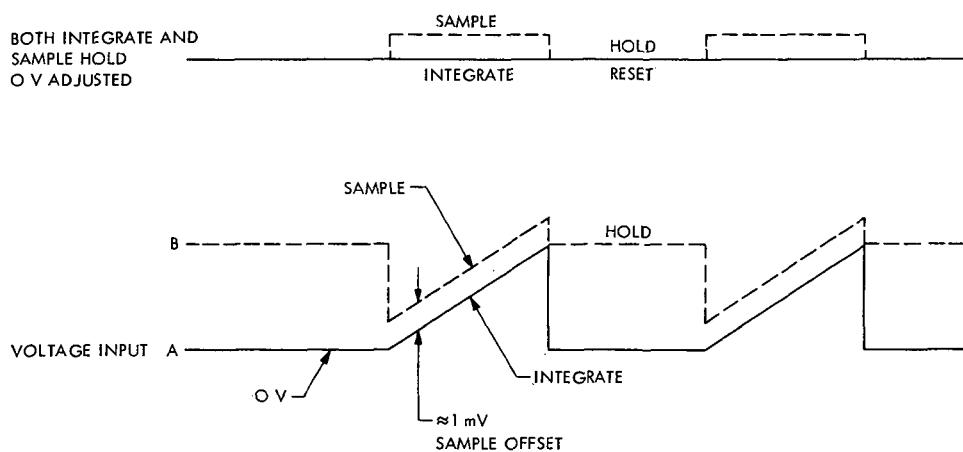 SAMPLE
BOTH INTEGRATE AND
SAMPLE HOLD
O V ADJUSTED
HOLD
INTEGRATE
RESET
SAMPLE
B
HOLD
VOLTAGE INPUT A
INTEGRATE
O V
≈1 mV
SAMPLE OFFSET